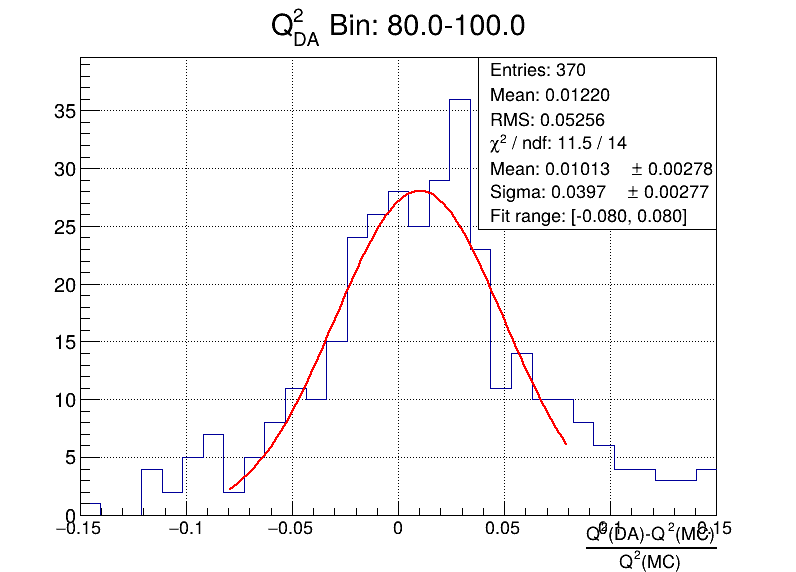 Q²_DA Bin: 80.0-100.0
Entries: 370
Mean: 0.01220
RMS: 0.05256
χ² / ndf: 11.5 / 14
Mean: 0.01013 ± 0.00278
Sigma: 0.0397 ± 0.00277
Fit range: [-0.080, 0.080]
35
30
25
20
15
10
5
0
−0.15 −0.1 −0.05 0 0.05 0.1 0.15
Q²(DA)-Q²(MC)
Q²(MC)